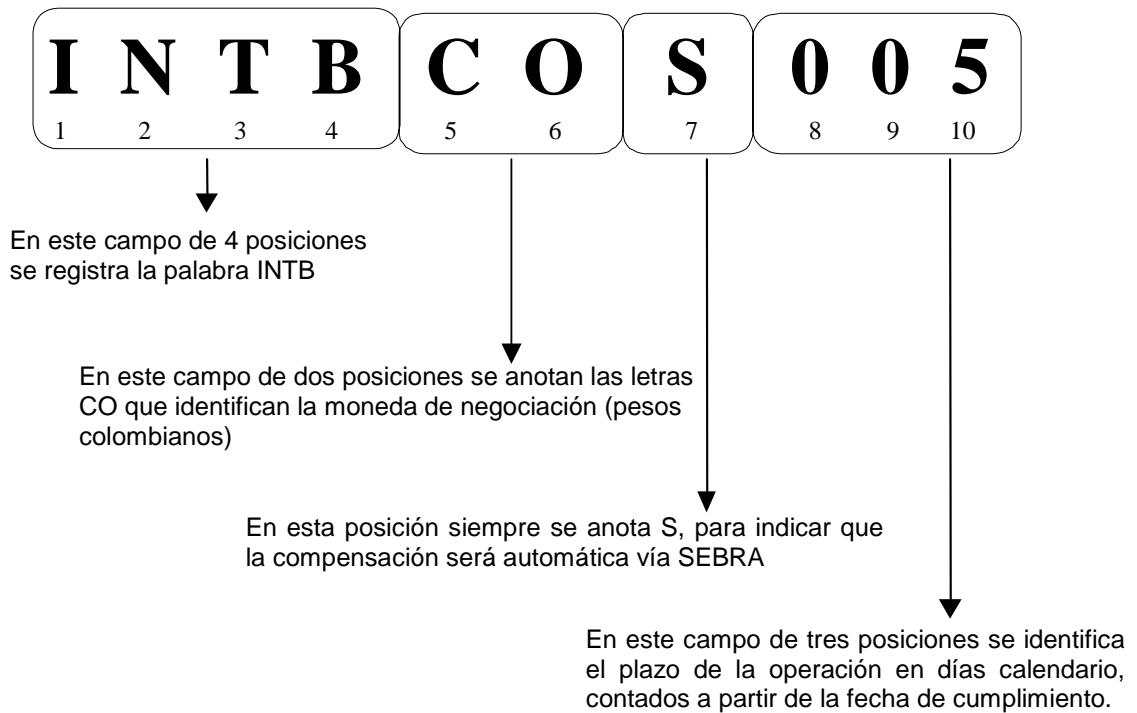 I N T B C O S 0 0 5
1 2 3 4 5 6 7 8 9 10
En este campo de 4 posiciones
se registra la palabra INTB
En este campo de dos posiciones se anotan las letras
CO que identifican la moneda de negociación (pesos
colombianos)
En esta posición siempre se anota S, para indicar que
la compensación será automática vía SEBRA
En este campo de tres posiciones se identifica
el plazo de la operación en días calendario,
contados a partir de la fecha de cumplimiento.